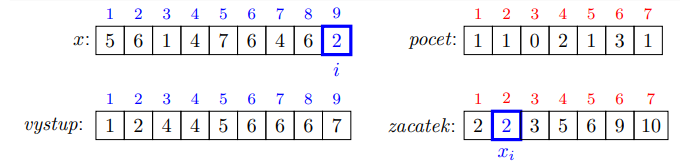 1 2 3 4 5 6 7 8 9
x: 5 6 1 4 7 6 4 6 2
i
1 2 3 4 5 6 7
pocet: 1 1 0 2 1 3 1
1 2 3 4 5 6 7 8 9
vystup: 1 2 4 4 5 6 6 6 7
1 2 3 4 5 6 7
zacatek: 2 2 3 5 6 9 10
xᵢ